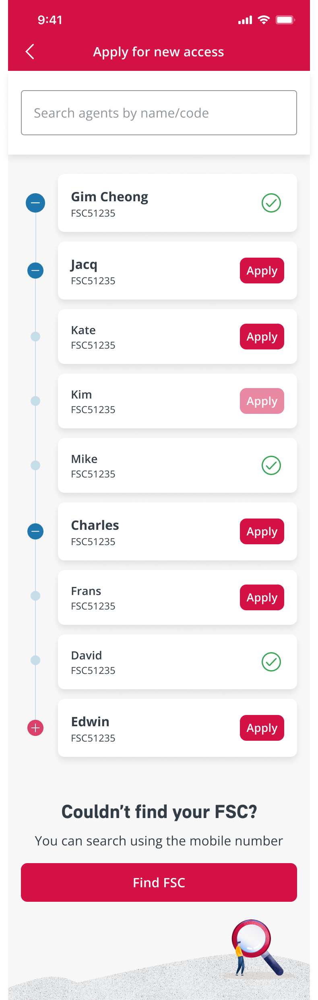 9:41
Apply for new access
Search agents by name/code
Gim Cheong
FSC51235
Jacq
FSC51235
Apply
Kate
FSC51235
Apply
Kim
FSC51235
Apply
Mike
FSC51235
Charles
FSC51235
Apply
Frans
FSC51235
Apply
David
FSC51235
Edwin
FSC51235
Apply
Couldn’t find your FSC?
You can search using the mobile number
Find FSC